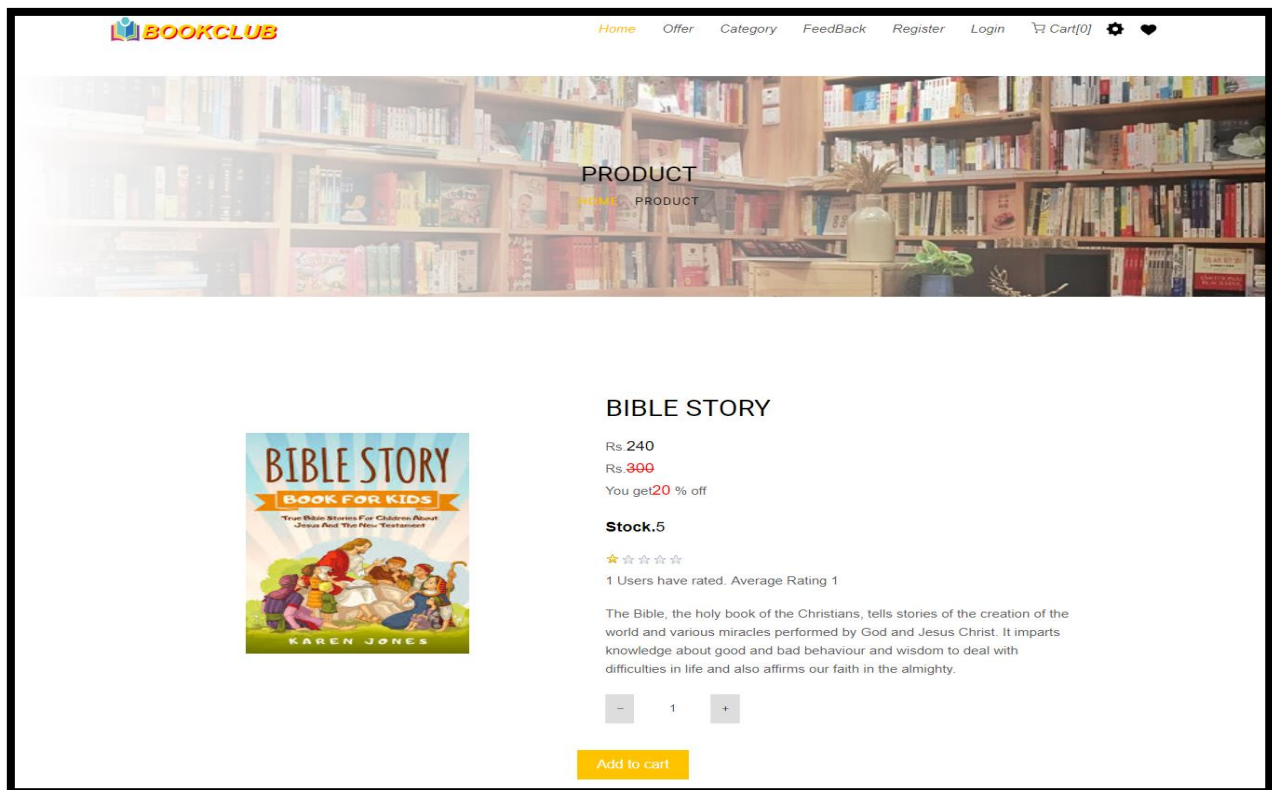 BOOKCLUB
Home Offer Category FeedBack Register Login Cart[0]
PRODUCT
HOME PRODUCT
BIBLE STORY
BOOK FOR KIDS
True Bible Stories For Children About
Jesus And The New Testament
KAREN JONES
BIBLE STORY
Rs.240
Rs.300
You get20 % off
Stock.5
1 Users have rated. Average Rating 1
The Bible, the holy book of the Christians, tells stories of the creation of the
world and various miracles performed by God and Jesus Christ. It imparts
knowledge about good and bad behaviour and wisdom to deal with
difficulties in life and also affirms our faith in the almighty.
− 1 +
Add to cart